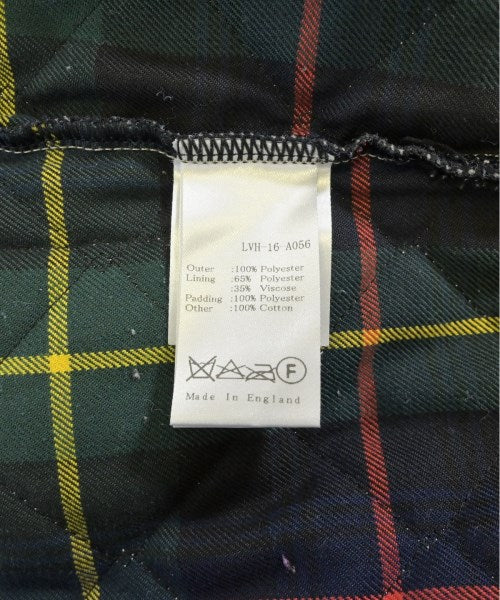 LVH-16-A056
Outer :100% Polyester
Lining :65% Polyester
:35% Viscose
Padding :100% Polyester
Other :100% Cotton
F
Made In England